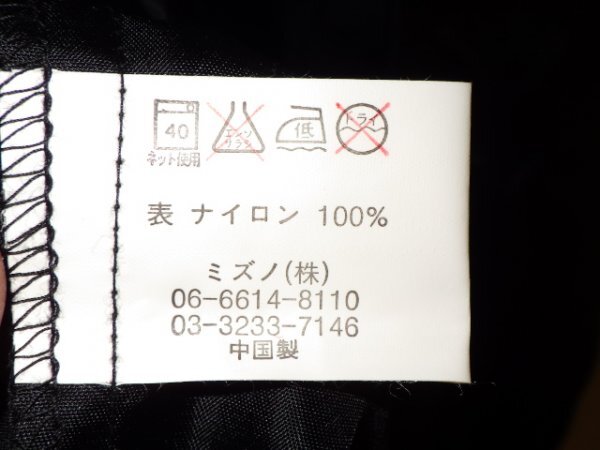 40 エンソ サラシ 低 ドライ
ネット使用
表 ナイロン 100%
ミズノ(株)
06-6614-8110
03-3233-7146
中国製